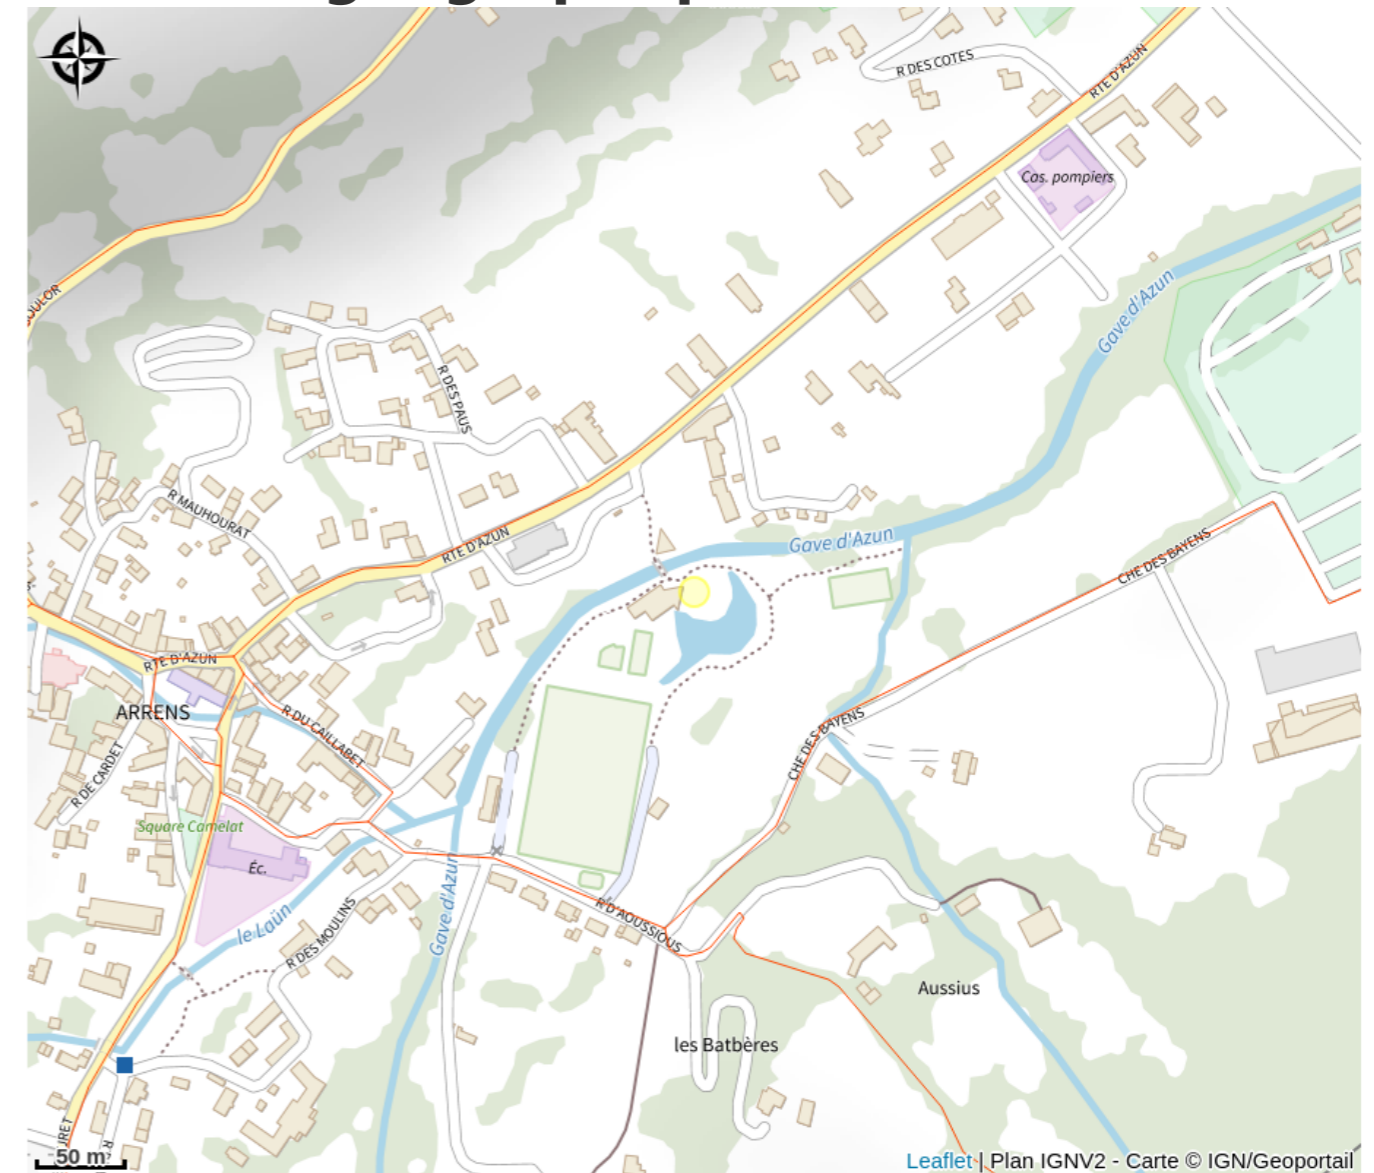 R DES COTES
RTE D'AZUN
Cas. pompiers
Gave d'Azun
R DES PAUS
R MAUHOURAT
RTE D'AZUN
Gave d'Azun
CHE DES BAYENS
RTE D'AZUN
ARRENS
R DU CAILLABET
CHE DES BAYENS
R DE CARDET
Square Camelat
Éc.
Gave d'Azun
le Laün
R DES MOULINS
R D'AOUSSIOUS
Aussius
les Batbères
50 m
Leaflet | Plan IGNV2 - Carte © IGN/Geoportail